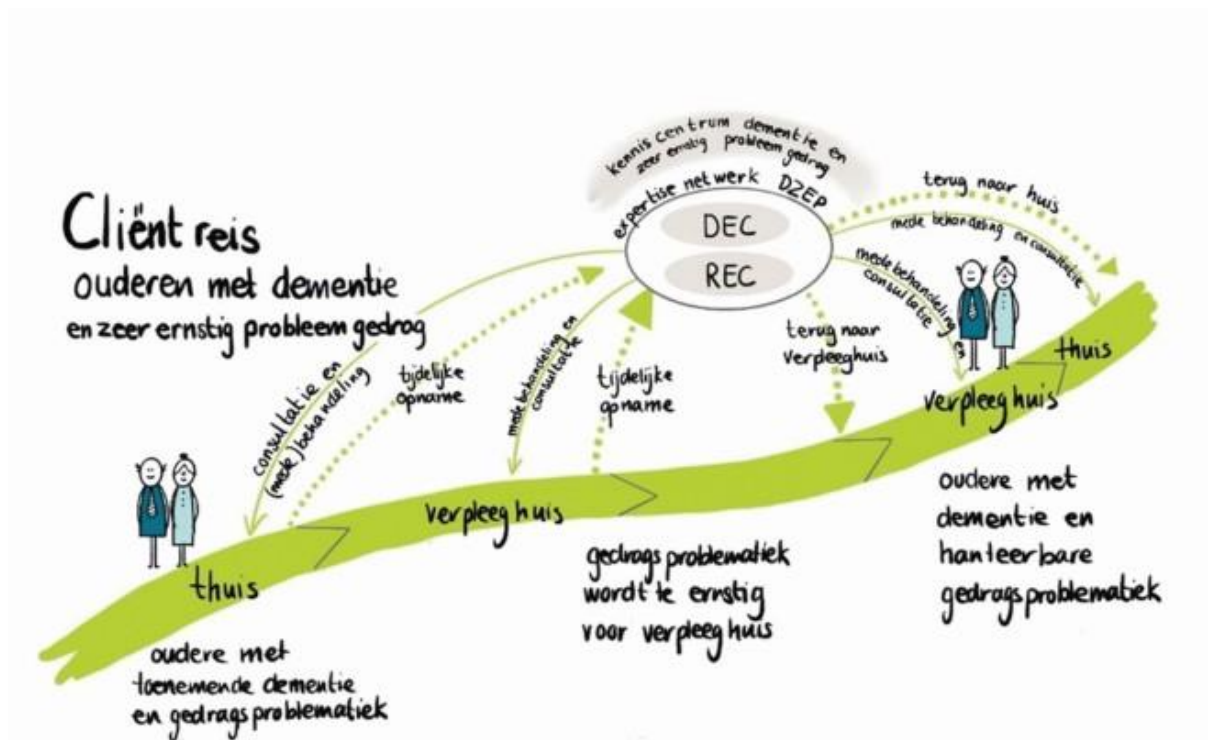 Cliënt reis
ouderen met dementie
en zeer ernstig probleem gedrag
kennis centrum dementie en
zeer ernstig probleem gedrag
expertise netwerk DZEP
DEC
REC
terug naar huis
mede behandeling en consultatie
mede behandeling en
consultatie
terug naar
verpleeghuis
consultatie en
(mede) behandeling
tijdelijke
opname
mede behandeling en
consultatie
tijdelijke
opname
thuis
verpleeg huis
verpleeg huis
thuis
oudere met
toenemende dementie
en gedrags problematiek
gedrags problematiek
wordt te ernstig
voor verpleeg huis
oudere met
dementie en
hanteerbare
gedrags problematiek